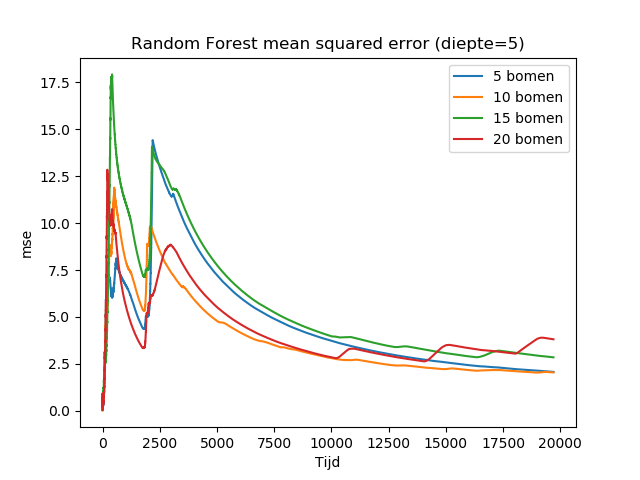 Random Forest mean squared error (diepte=5)
5 bomen
10 bomen
15 bomen
20 bomen
mse
17.5
15.0
12.5
10.0
7.5
5.0
2.5
0.0
0 2500 5000 7500 10000 12500 15000 17500 20000
Tijd